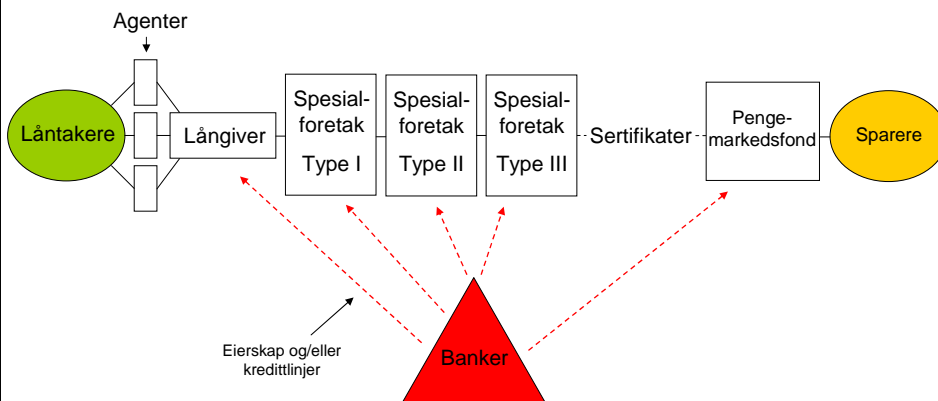 Agenter
Låntakere
Långiver
Spesial-
foretak
Type I
Spesial-
foretak
Type II
Spesial-
foretak
Type III
Sertifikater
Penge-
markedsfond
Sparere
Eierskap og/eller
kredittlinjer
Banker